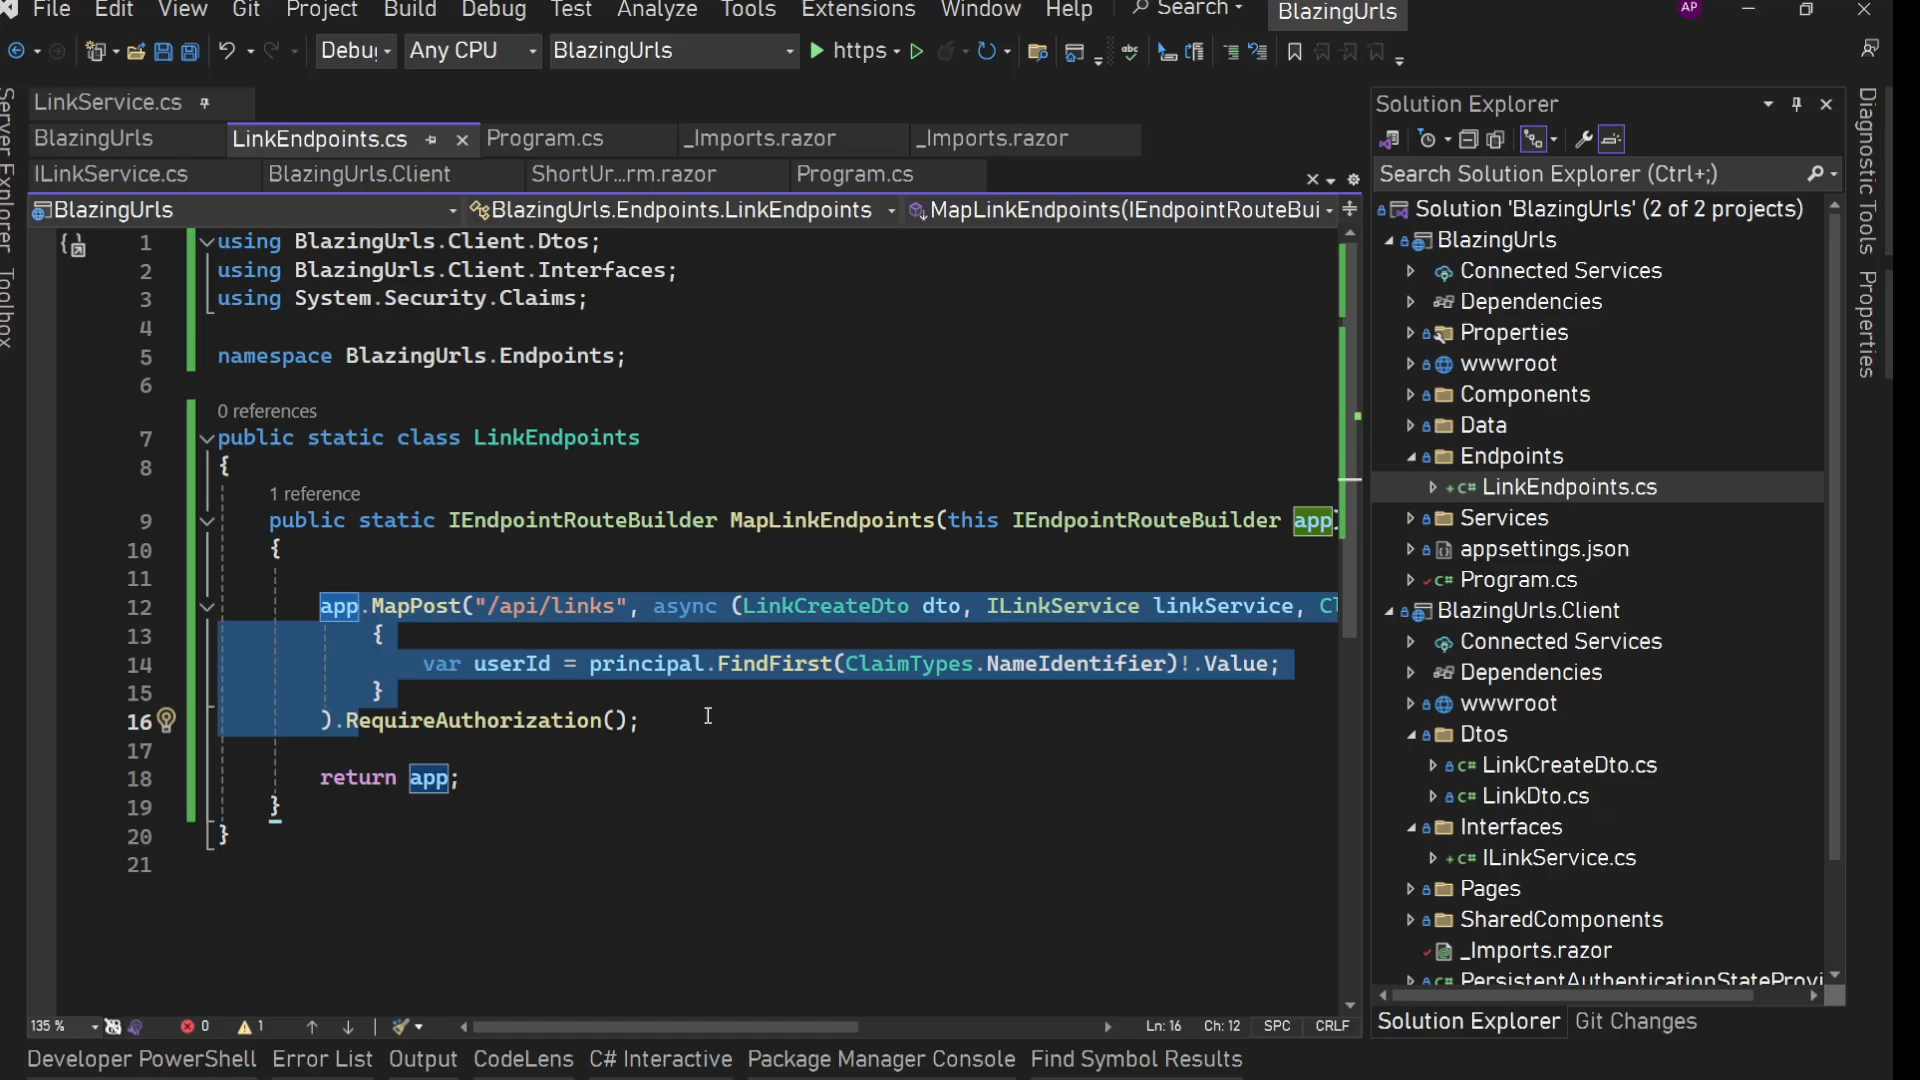 File Edit View Git Project Build Debug Test Analyze Tools Extensions Window Help Search BlazingUrls AP
Debu Any CPU BlazingUrls https
LinkService.cs
BlazingUrls LinkEndpoints.cs Program.cs _Imports.razor _Imports.razor
ILinkService.cs BlazingUrls.Client ShortUr...rm.razor Program.cs
BlazingUrls BlazingUrls.Endpoints.LinkEndpoints MapLinkEndpoints(IEndpointRouteBui
Server Explorer
Toolbox
1 using BlazingUrls.Client.Dtos;
2 using BlazingUrls.Client.Interfaces;
3 using System.Security.Claims;
4
5 namespace BlazingUrls.Endpoints;
6
0 references
7 public static class LinkEndpoints
8 {
1 reference
9 public static IEndpointRouteBuilder MapLinkEndpoints(this IEndpointRouteBuilder app)
10 {
11
12 app.MapPost("/api/links", async (LinkCreateDto dto, ILinkService linkService, Cl
13 {
14 var userId = principal.FindFirst(ClaimTypes.NameIdentifier)!.Value;
15 }
16 ).RequireAuthorization();
17
18 return app;
19 }
20 }
21
135 % 0 1 Ln: 16 Ch: 12 SPC CRLF
Solution Explorer
Search Solution Explorer (Ctrl+;)
Solution 'BlazingUrls' (2 of 2 projects)
BlazingUrls
Connected Services
Dependencies
Properties
wwwroot
Components
Data
Endpoints
LinkEndpoints.cs
Services
appsettings.json
Program.cs
BlazingUrls.Client
Connected Services
Dependencies
wwwroot
Dtos
LinkCreateDto.cs
LinkDto.cs
Interfaces
ILinkService.cs
Pages
SharedComponents
_Imports.razor
PersistentAuthenticationStateProvi
Solution Explorer Git Changes
Diagnostic Tools
Properties
Developer PowerShell Error List Output CodeLens C# Interactive Package Manager Console Find Symbol Results